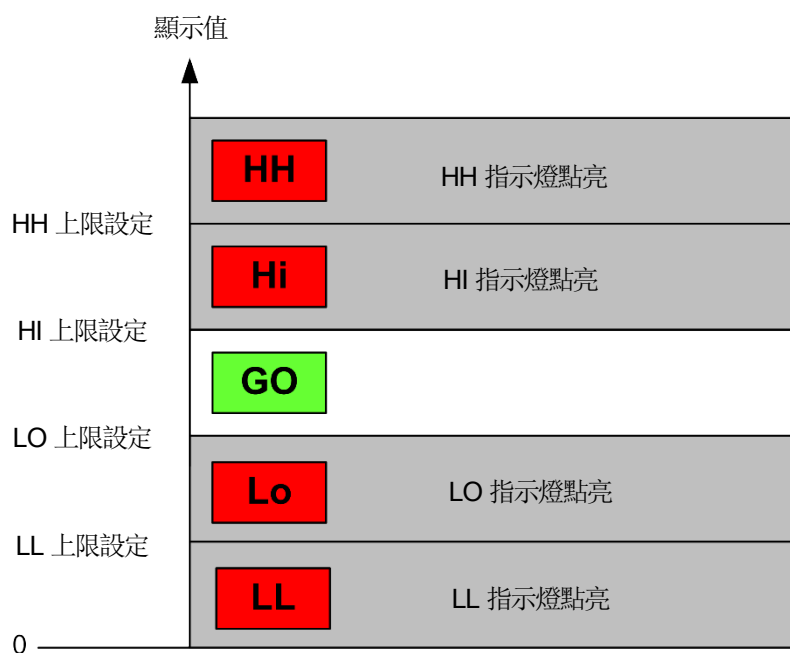 顯示值
HH
HH 指示燈點亮
HH 上限設定
Hi
HI 指示燈點亮
HI 上限設定
GO
LO 上限設定
Lo
LO 指示燈點亮
LL 上限設定
LL
LL 指示燈點亮
0